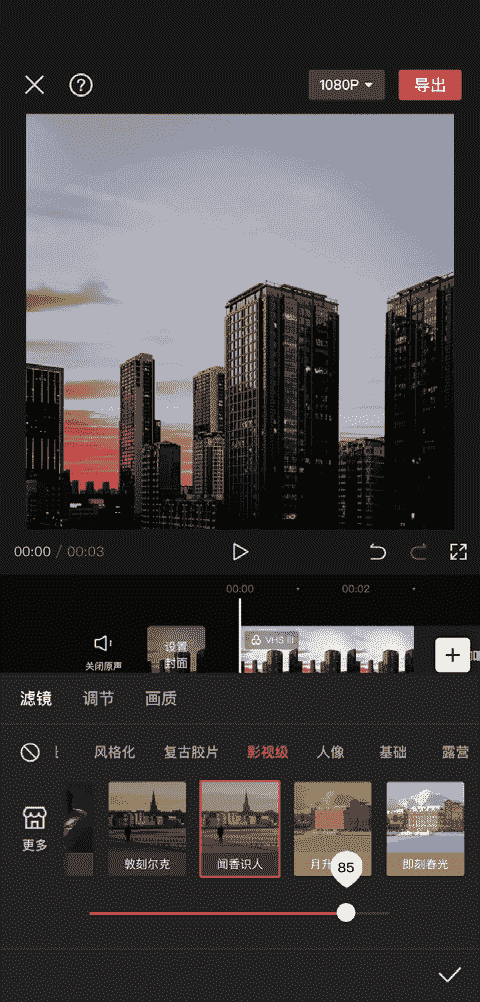 1080P
导出
00:00 / 00:03
00:00
00:02
关闭原声
设置
封面
VHS III
滤镜
调节
画质
风格化
复古胶片
影视级
人像
基础
露营
更多
敦刻尔克
闻香识人
月升
即刻春光
85